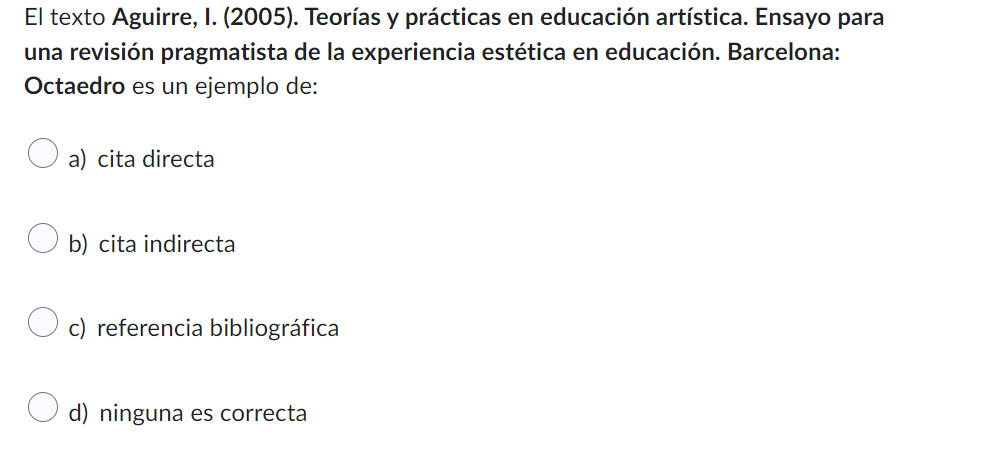 El texto Aguirre, I. (2005). Teorías y prácticas en educación artística. Ensayo para
una revisión pragmatista de la experiencia estética en educación. Barcelona:
Octaedro es un ejemplo de:
a) cita directa
b) cita indirecta
c) referencia bibliográfica
d) ninguna es correcta